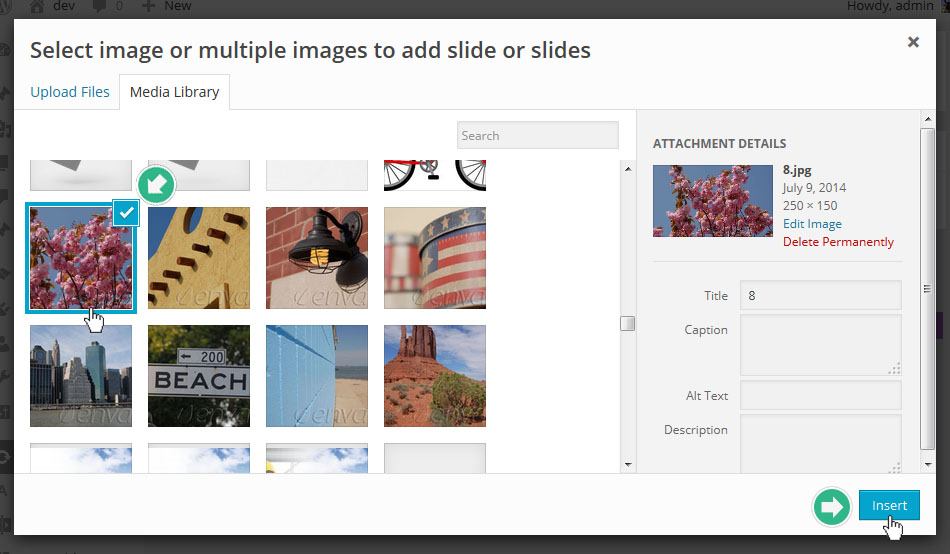 dev
0
New
Howdy, admin
Select image or multiple images to add slide or slides
Upload Files
Media Library
Search
ATTACHMENT DETAILS
8.jpg
July 9, 2014
250 × 150
Edit Image
Delete Permanently
Title
8
Caption
Alt Text
Description
200
BEACH
Insert